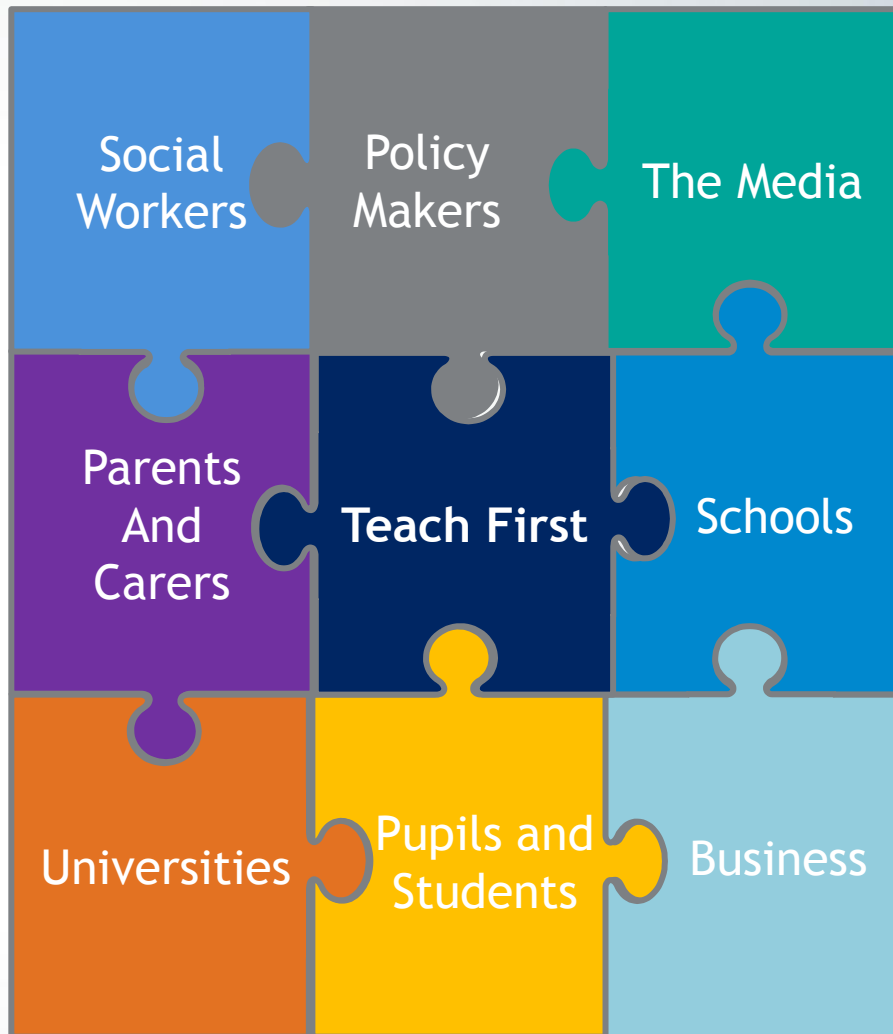 Social
Workers
Policy
Makers
The Media
Parents
And
Carers
Teach First
Schools
Universities
Pupils and
Students
Business